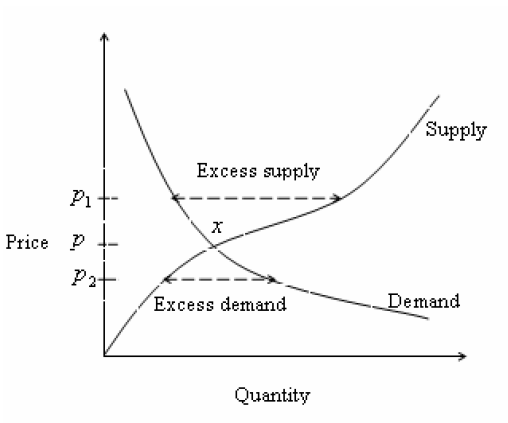 Supply
Excess supply
p1
x
Price p
p2
Excess demand
Demand
Quantity